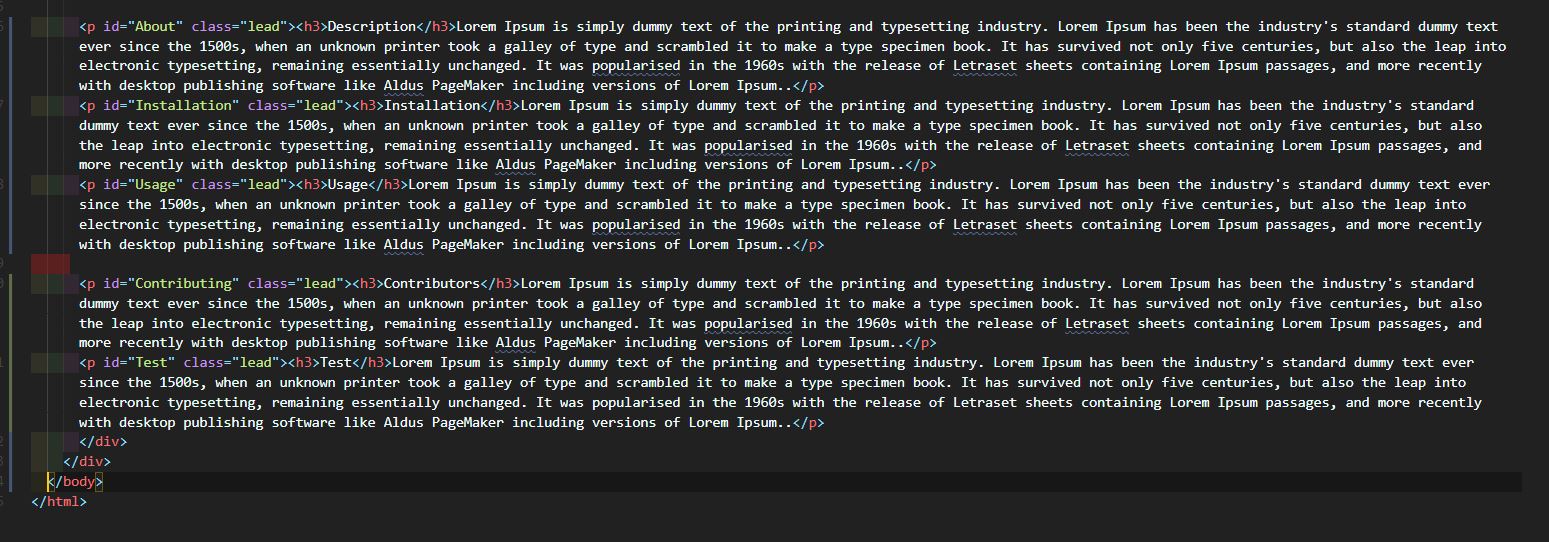 <p id="About" class="lead"><h3>Description</h3>Lorem Ipsum is simply dummy text of the printing and typesetting industry. Lorem Ipsum has been the industry's standard dummy text
ever since the 1500s, when an unknown printer took a galley of type and scrambled it to make a type specimen book. It has survived not only five centuries, but also the leap into
electronic typesetting, remaining essentially unchanged. It was popularised in the 1960s with the release of Letraset sheets containing Lorem Ipsum passages, and more recently
with desktop publishing software like Aldus PageMaker including versions of Lorem Ipsum..</p>
<p id="Installation" class="lead"><h3>Installation</h3>Lorem Ipsum is simply dummy text of the printing and typesetting industry. Lorem Ipsum has been the industry's standard
dummy text ever since the 1500s, when an unknown printer took a galley of type and scrambled it to make a type specimen book. It has survived not only five centuries, but also
the leap into electronic typesetting, remaining essentially unchanged. It was popularised in the 1960s with the release of Letraset sheets containing Lorem Ipsum passages, and
more recently with desktop publishing software like Aldus PageMaker including versions of Lorem Ipsum..</p>
<p id="Usage" class="lead"><h3>Usage</h3>Lorem Ipsum is simply dummy text of the printing and typesetting industry. Lorem Ipsum has been the industry's standard dummy text ever
since the 1500s, when an unknown printer took a galley of type and scrambled it to make a type specimen book. It has survived not only five centuries, but also the leap into
electronic typesetting, remaining essentially unchanged. It was popularised in the 1960s with the release of Letraset sheets containing Lorem Ipsum passages, and more recently
with desktop publishing software like Aldus PageMaker including versions of Lorem Ipsum..</p>
<p id="Contributing" class="lead"><h3>Contributors</h3>Lorem Ipsum is simply dummy text of the printing and typesetting industry. Lorem Ipsum has been the industry's standard
dummy text ever since the 1500s, when an unknown printer took a galley of type and scrambled it to make a type specimen book. It has survived not only five centuries, but also
the leap into electronic typesetting, remaining essentially unchanged. It was popularised in the 1960s with the release of Letraset sheets containing Lorem Ipsum passages, and
more recently with desktop publishing software like Aldus PageMaker including versions of Lorem Ipsum..</p>
<p id="Test" class="lead"><h3>Test</h3>Lorem Ipsum is simply dummy text of the printing and typesetting industry. Lorem Ipsum has been the industry's standard dummy text ever
since the 1500s, when an unknown printer took a galley of type and scrambled it to make a type specimen book. It has survived not only five centuries, but also the leap into
electronic typesetting, remaining essentially unchanged. It was popularised in the 1960s with the release of Letraset sheets containing Lorem Ipsum passages, and more recently
with desktop publishing software like Aldus PageMaker including versions of Lorem Ipsum..</p>
</div>
</div>
</body>
</html>